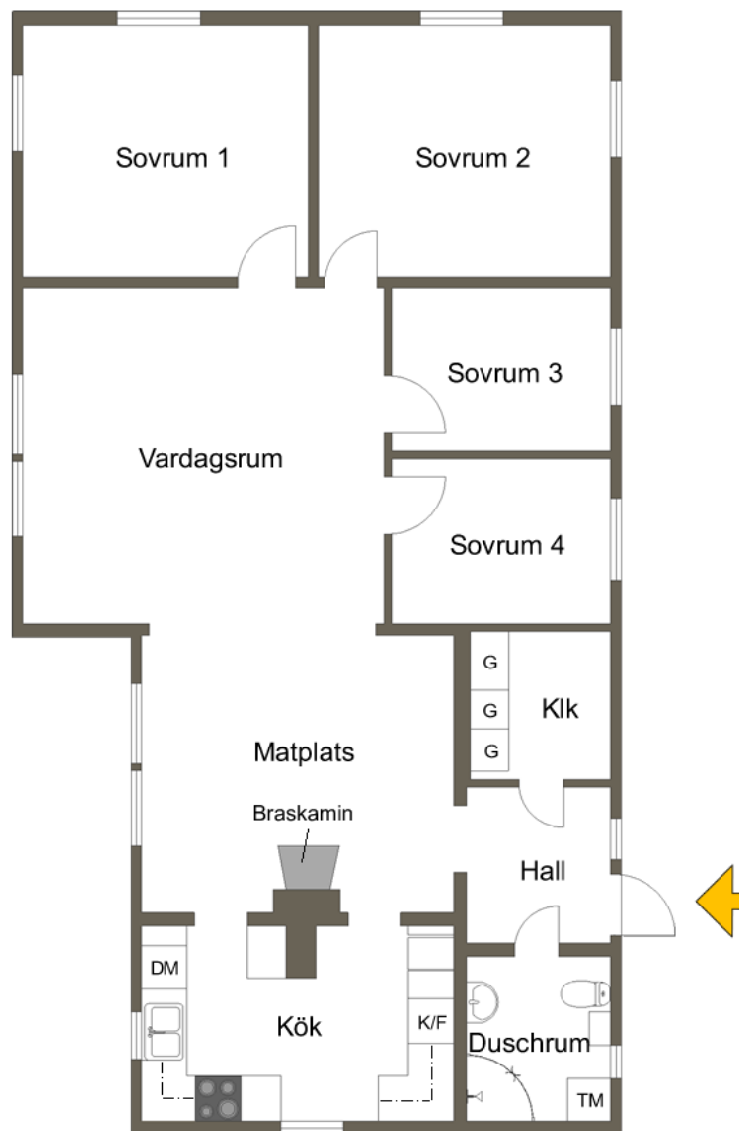 Sovrum 1
Sovrum 2
Sovrum 3
Vardagsrum
Sovrum 4
G
G
Klk
G
Matplats
Braskamin
Hall
DM
Kök
K/F
Duschrum
TM